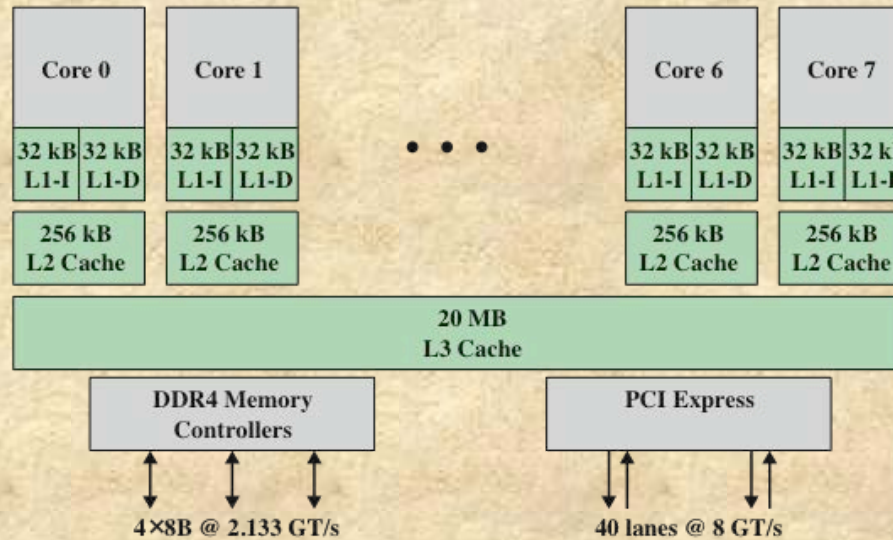 Core 0
Core 1
Core 6
Core 7
32 kB 32 kB
L1-I L1-D
32 kB 32 kB
L1-I L1-D
32 kB 32 kB
L1-I L1-D
32 kB 32
L1-I
256 kB
L2 Cache
256 kB
L2 Cache
256 kB
L2 Cache
256 kB
L2 Cache
20 MB
L3 Cache
DDR4 Memory
Controllers
PCI Express
4×8B @ 2.133 GT/s
40 lanes @ 8 GT/s